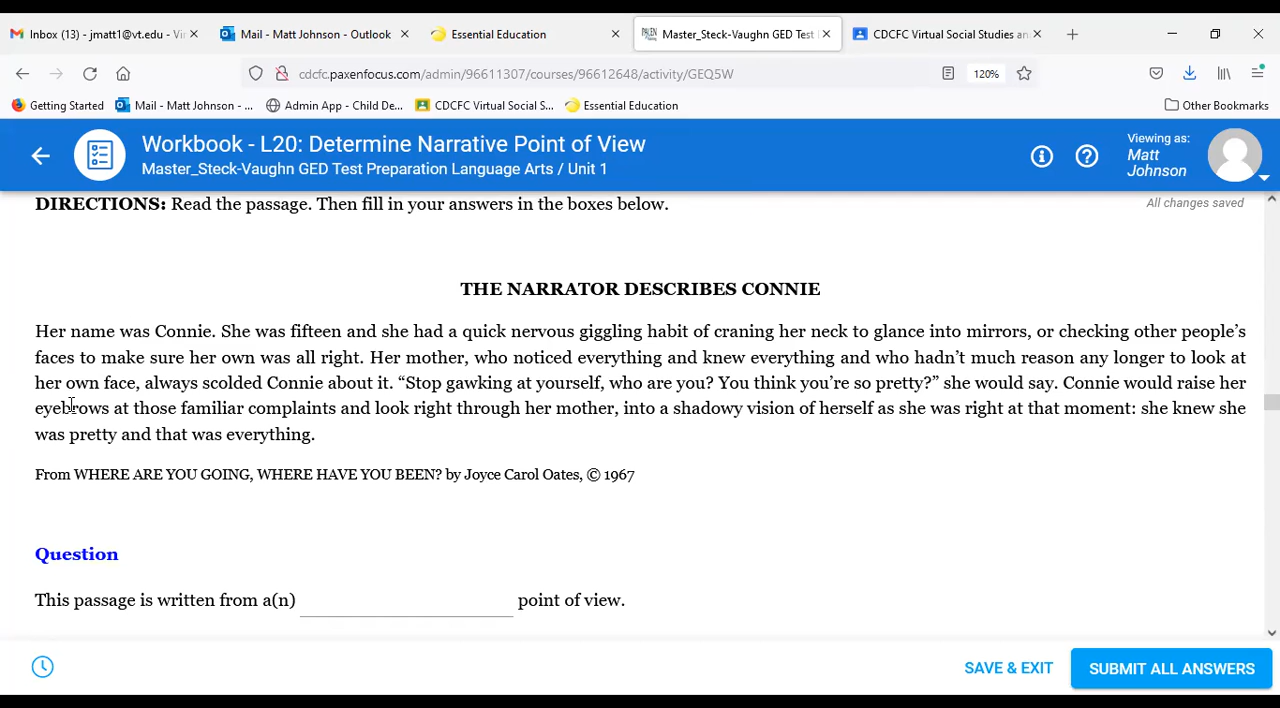 Inbox (13) - jmatt1@vt.edu - Vi
Mail - Matt Johnson - Outlook
Essential Education
Master_Steck-Vaughn GED Test
CDCFC Virtual Social Studies an
cdcfc.paxenfocus.com/admin/96611307/courses/96612648/activity/GEQ5W
120%
Getting Started
Mail - Matt Johnson - ...
Admin App - Child De...
CDCFC Virtual Social S...
Essential Education
Other Bookmarks
Workbook - L20: Determine Narrative Point of View
Master_Steck-Vaughn GED Test Preparation Language Arts / Unit 1
Viewing as:
Matt
Johnson
DIRECTIONS: Read the passage. Then fill in your answers in the boxes below.
All changes saved
THE NARRATOR DESCRIBES CONNIE
Her name was Connie. She was fifteen and she had a quick nervous giggling habit of craning her neck to glance into mirrors, or checking other people’s
faces to make sure her own was all right. Her mother, who noticed everything and knew everything and who hadn’t much reason any longer to look at
her own face, always scolded Connie about it. “Stop gawking at yourself, who are you? You think you’re so pretty?” she would say. Connie would raise her
eyebrows at those familiar complaints and look right through her mother, into a shadowy vision of herself as she was right at that moment: she knew she
was pretty and that was everything.
From WHERE ARE YOU GOING, WHERE HAVE YOU BEEN? by Joyce Carol Oates, © 1967
Question
This passage is written from a(n) point of view.
SAVE & EXIT
SUBMIT ALL ANSWERS